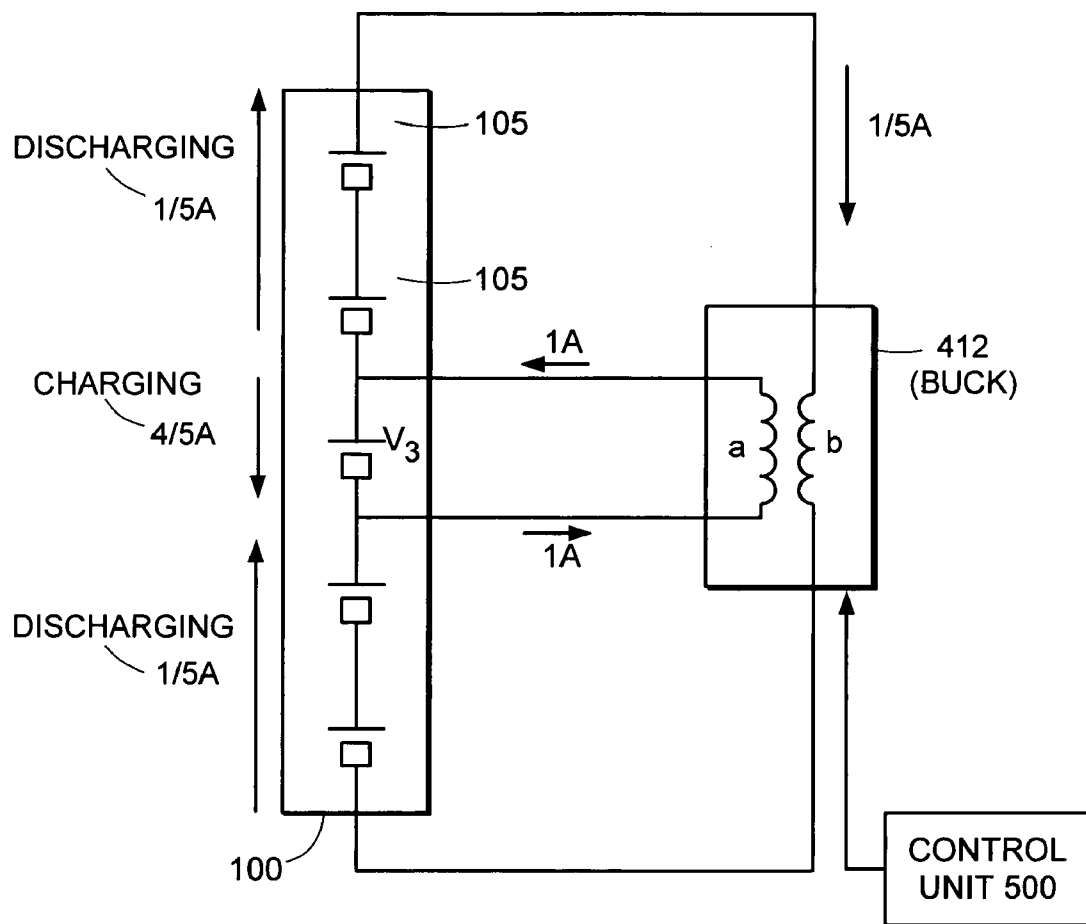 105
DISCHARGING
1/5A
1/5A
105
1A
412
(BUCK)
CHARGING
4/5A
V3
a
b
1A
DISCHARGING
1/5A
100
CONTROL
UNIT 500